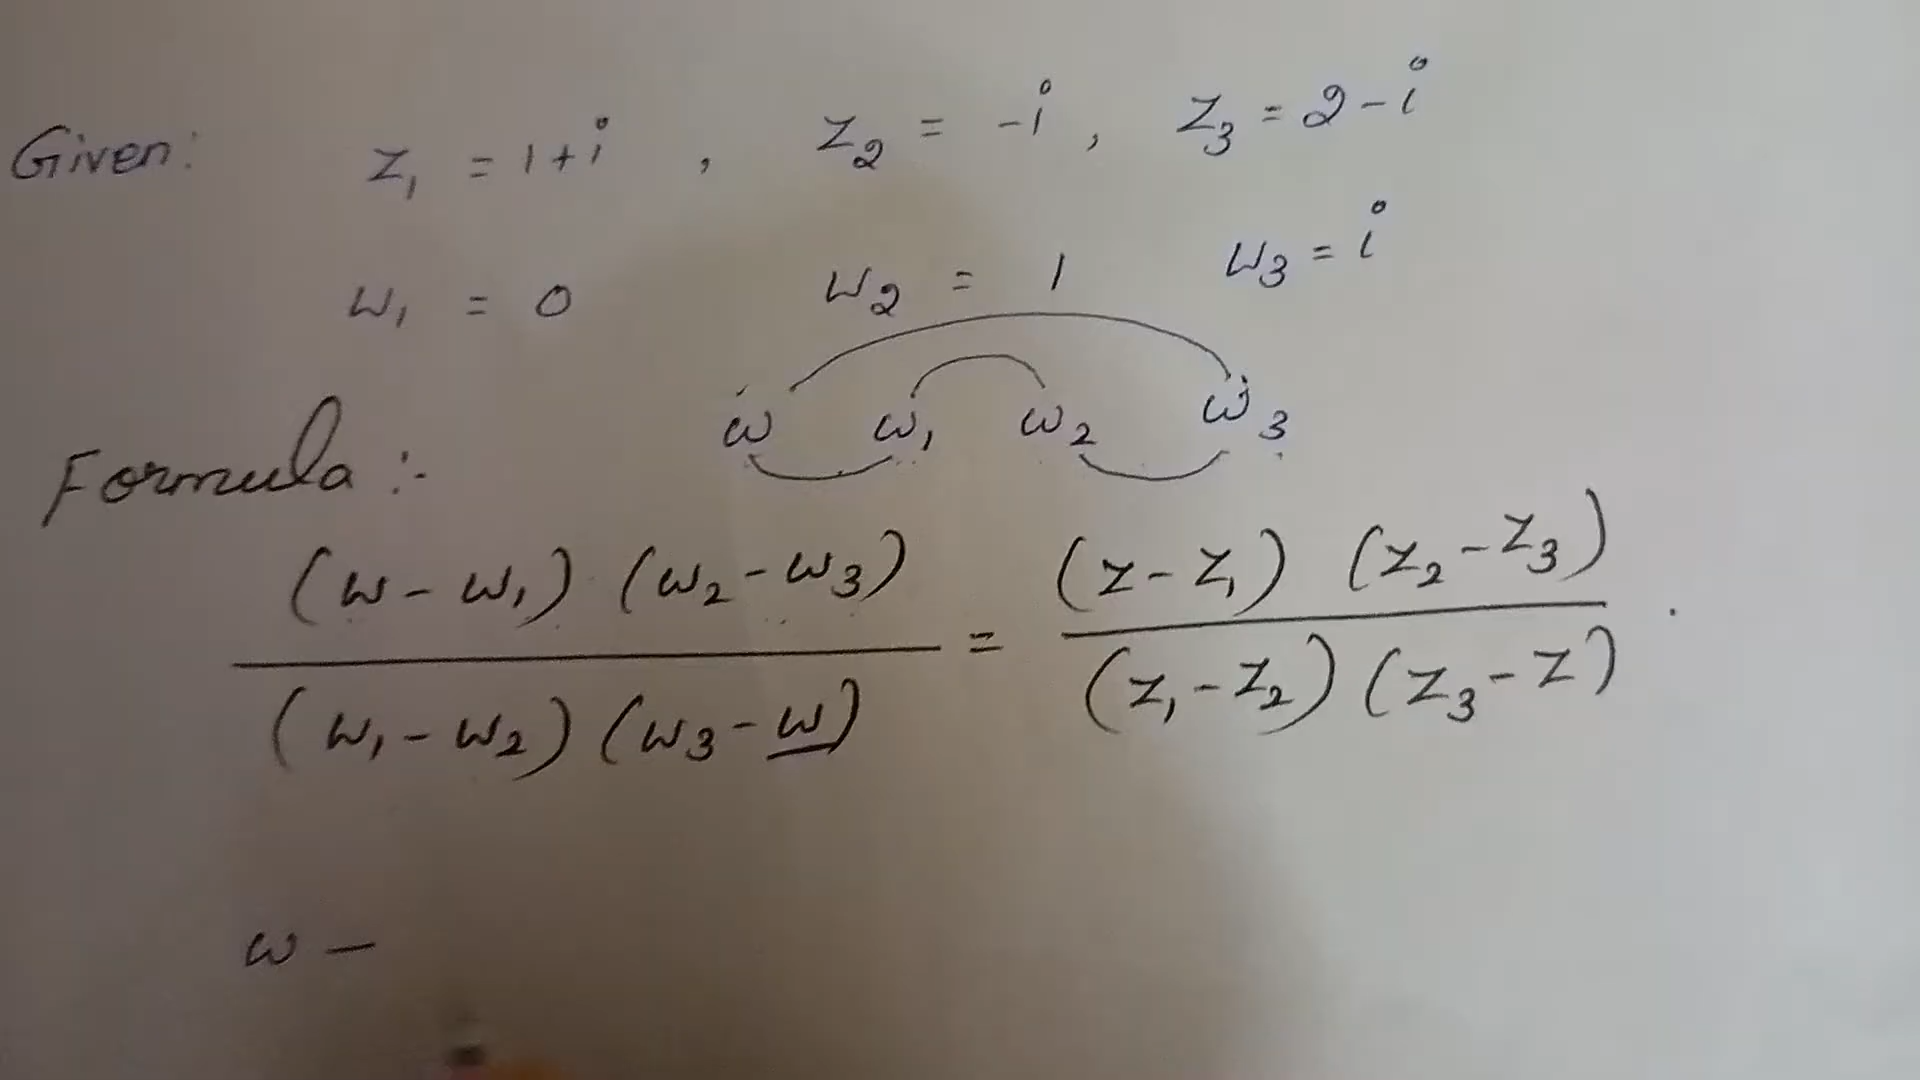 Given: z₁ = 1+i , z₂ = -i , z₃ = 2-i
w₁ = 0 w₂ = 1 w₃ = i
w w₁ w₂ w₃
Formula :-
(w - w₁) (w₂ - w₃) / (w₁ - w₂) (w₃ - w) = (z - z₁) (z₂ - z₃) / (z₁ - z₂) (z₃ - z) .
w -